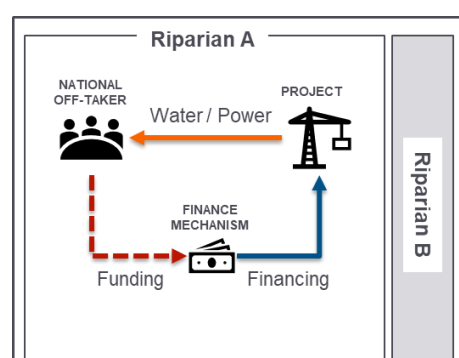 Riparian A
NATIONAL
OFF-TAKER
PROJECT
Water / Power
FINANCE
MECHANISM
Funding
Financing
Riparian B